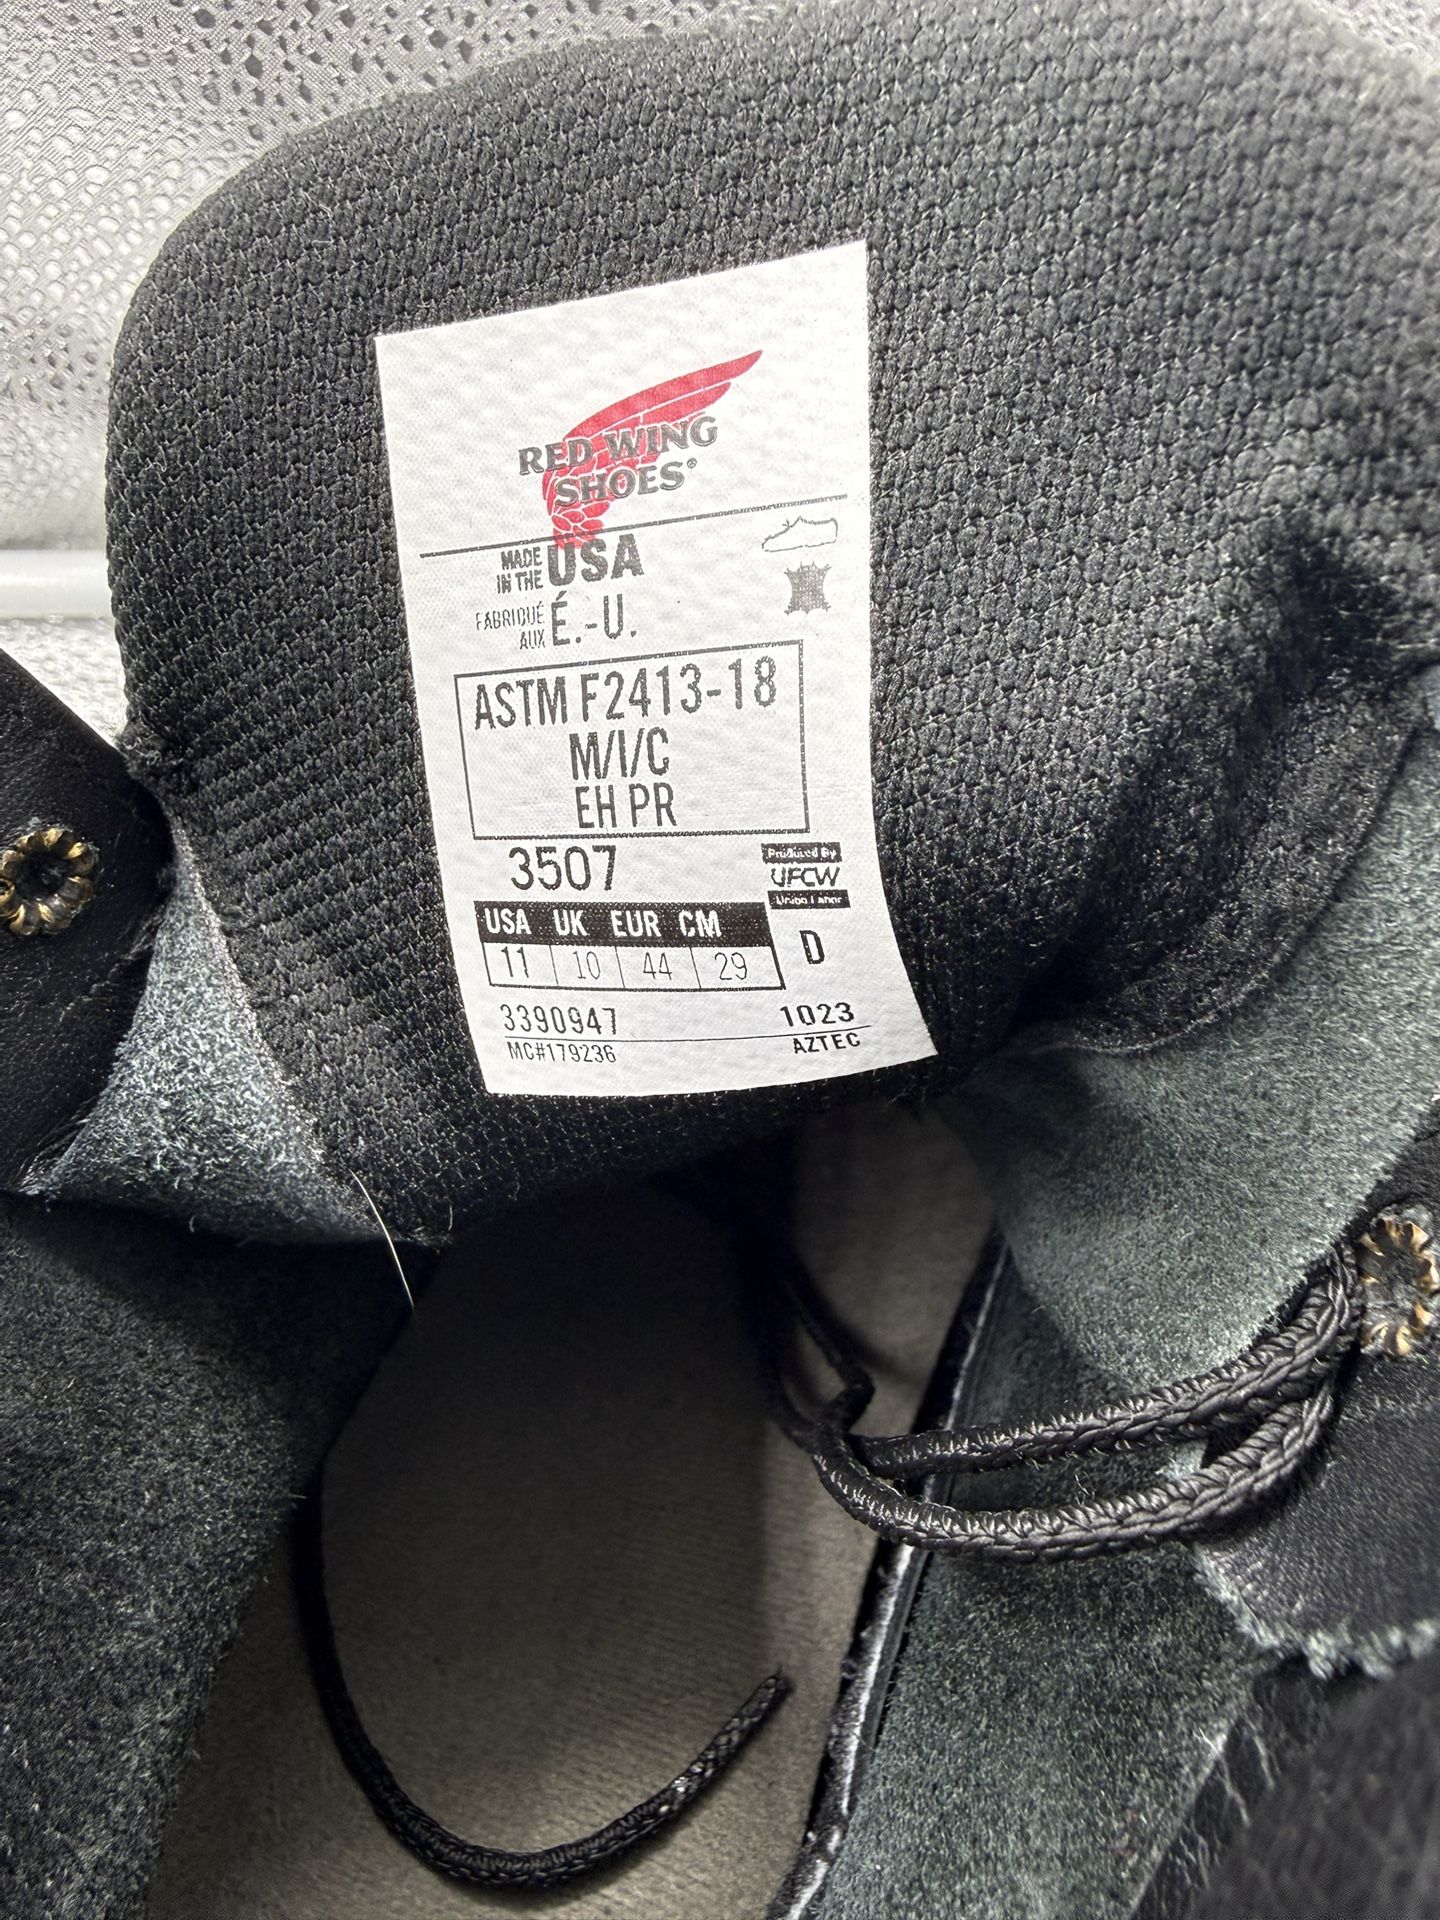 RED WING
SHOES®
MADE IN THE USA
FABRIQUÉ AUX É.-U.
ASTM F2413-18
M/I/C
EH PR
3507
Produced By
UFCW
Union Labor
USA UK EUR CM
11 10 44 29
D
3390947 1023
MC#179236 AZTEC